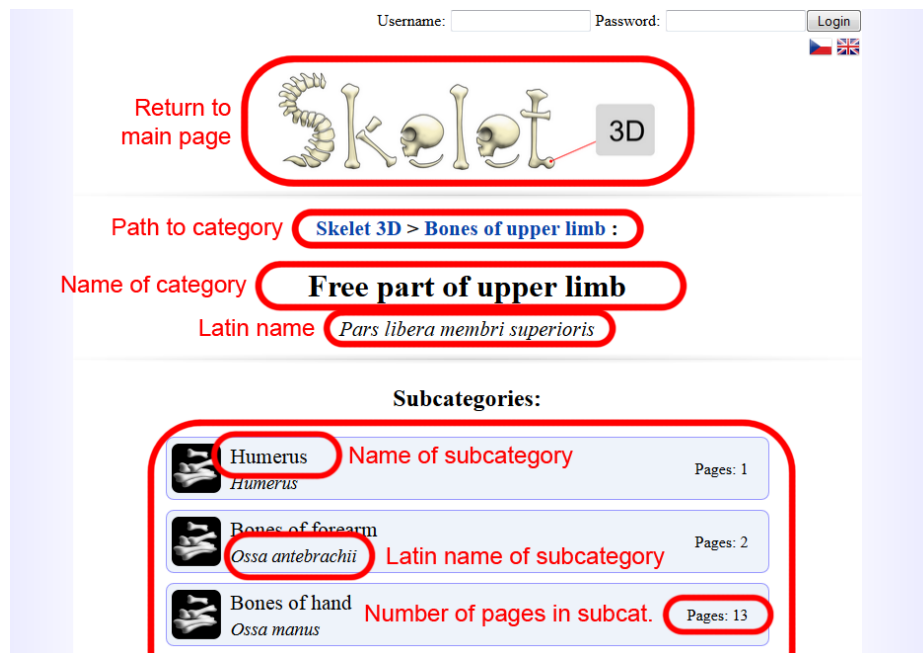 Username: Password: Login
Return to
main page
Skelet
3D
Path to category
Skelet 3D > Bones of upper limb :
Name of category
Free part of upper limb
Latin name
Pars libera membri superioris
Subcategories:
Humerus
Name of subcategory
Humerus
Pages: 1
Bones of forearm
Ossa antebrachii
Latin name of subcategory
Pages: 2
Bones of hand
Number of pages in subcat.
Ossa manus
Pages: 13